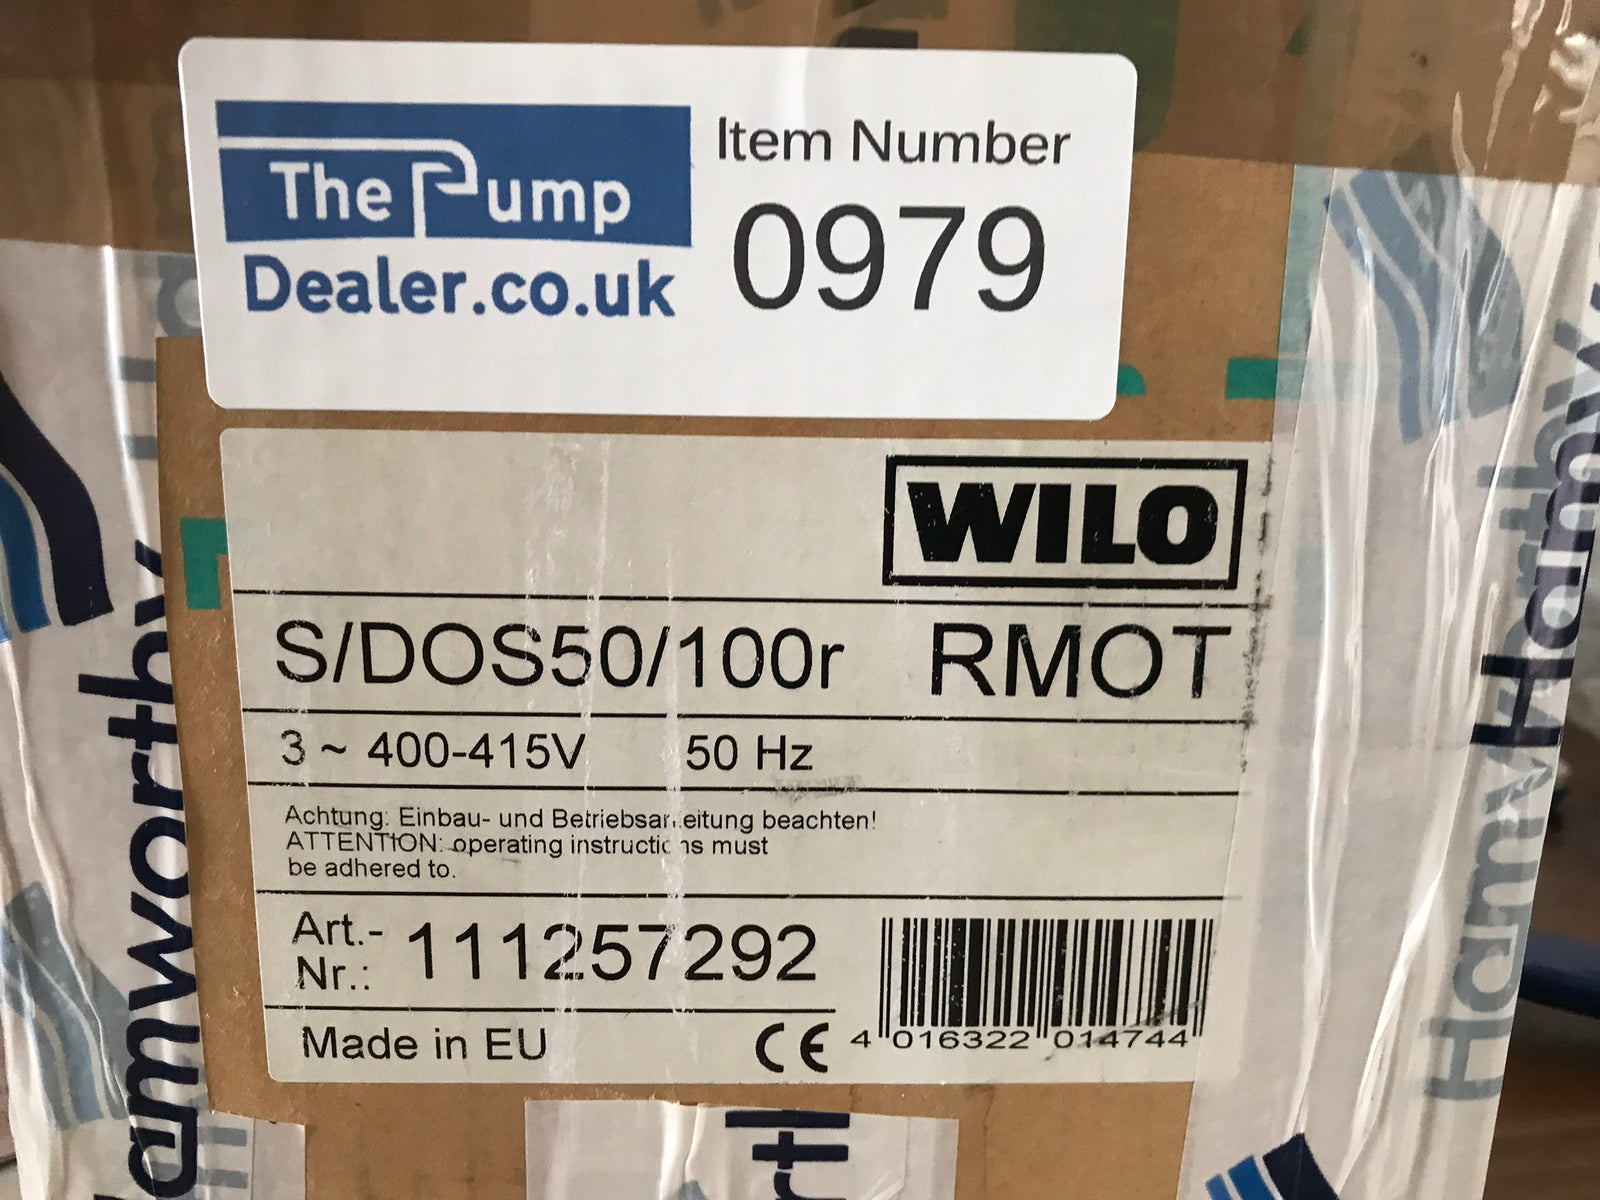 The Pump
Dealer.co.uk
Item Number
0979
WILO
S/DOS50/100r RMOT
3 ~ 400-415V 50 Hz
Achtung: Einbau- und Betriebsanleitung beachten!
ATTENTION: operating instructions must
be adhered to.
Art.-
Nr.: 111257292
Made in EU
CE
4 016322 014744
Hamworthy
Hamworthy
Hamw